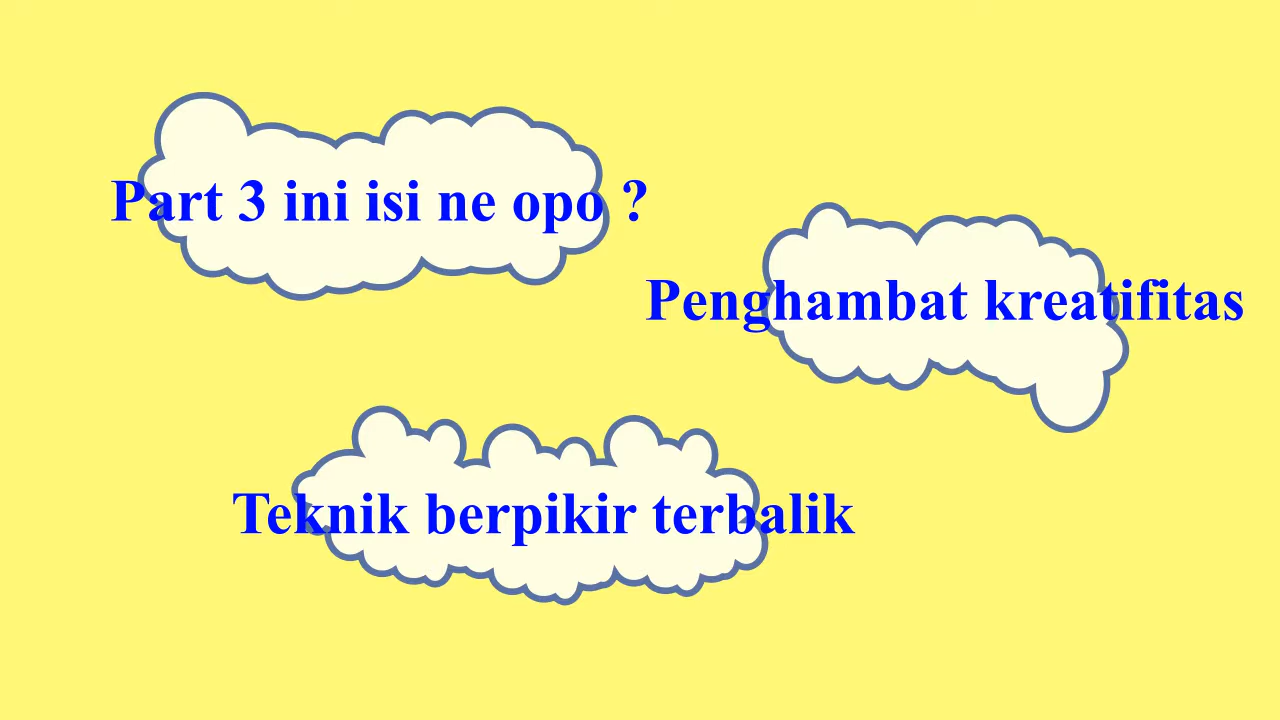 Part 3 ini isi ne opo ?
Penghambat kreatifitas
Teknik berpikir terbalik